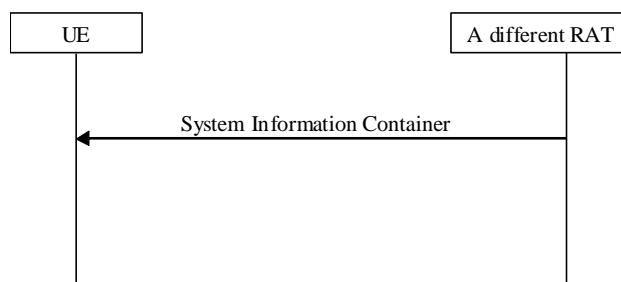 UE
A different RAT
System Information Container